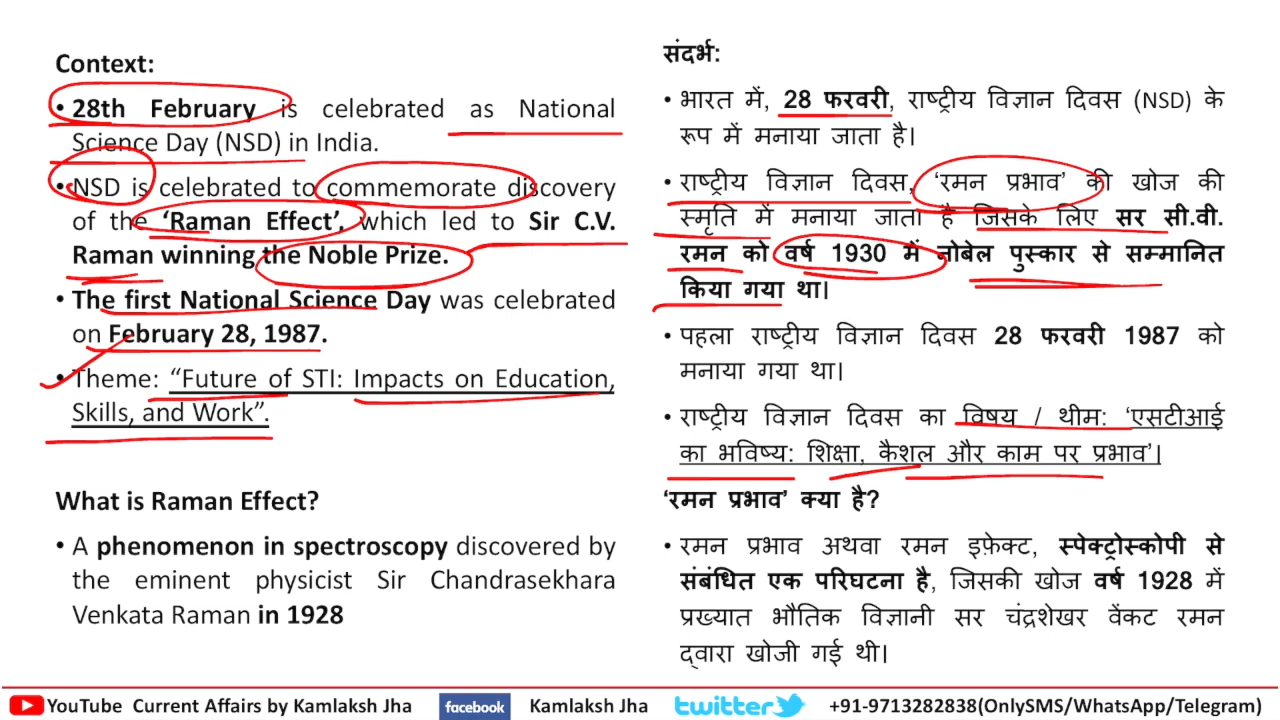 Context:
• 28th February is celebrated as National
Science Day (NSD) in India.
• NSD is celebrated to commemorate discovery
of the ‘Raman Effect’, which led to Sir C.V.
Raman winning the Noble Prize.
• The first National Science Day was celebrated
on February 28, 1987.
• Theme: “Future of STI: Impacts on Education,
Skills, and Work”.
What is Raman Effect?
• A phenomenon in spectroscopy discovered by
the eminent physicist Sir Chandrasekhara
Venkata Raman in 1928
संदर्भ:
• भारत में, 28 फरवरी, राष्ट्रीय विज्ञान दिवस (NSD) के
रूप में मनाया जाता है।
• राष्ट्रीय विज्ञान दिवस, ‘रमन प्रभाव’ की खोज की
स्मृति में मनाया जाता है जिसके लिए सर सी.वी.
रमन को वर्ष 1930 में नोबेल पुस्कार से सम्मानित
किया गया था।
• पहला राष्ट्रीय विज्ञान दिवस 28 फरवरी 1987 को
मनाया गया था।
• राष्ट्रीय विज्ञान दिवस का विषय / थीम: ‘एसटीआई
का भविष्य: शिक्षा, कैशल और काम पर प्रभाव’।
‘रमन प्रभाव’ क्या है?
• रमन प्रभाव अथवा रमन इफ़ेक्ट, स्पेक्ट्रोस्कोपी से
संबंधित एक परिघटना है, जिसकी खोज वर्ष 1928 में
प्रख्यात भौतिक विज्ञानी सर चंद्रशेखर वेंकट रमन
द्वारा खोजी गई थी।
YouTube Current Affairs by Kamlaksh Jha facebook Kamlaksh Jha twitter +91-9713282838(OnlySMS/WhatsApp/Telegram)